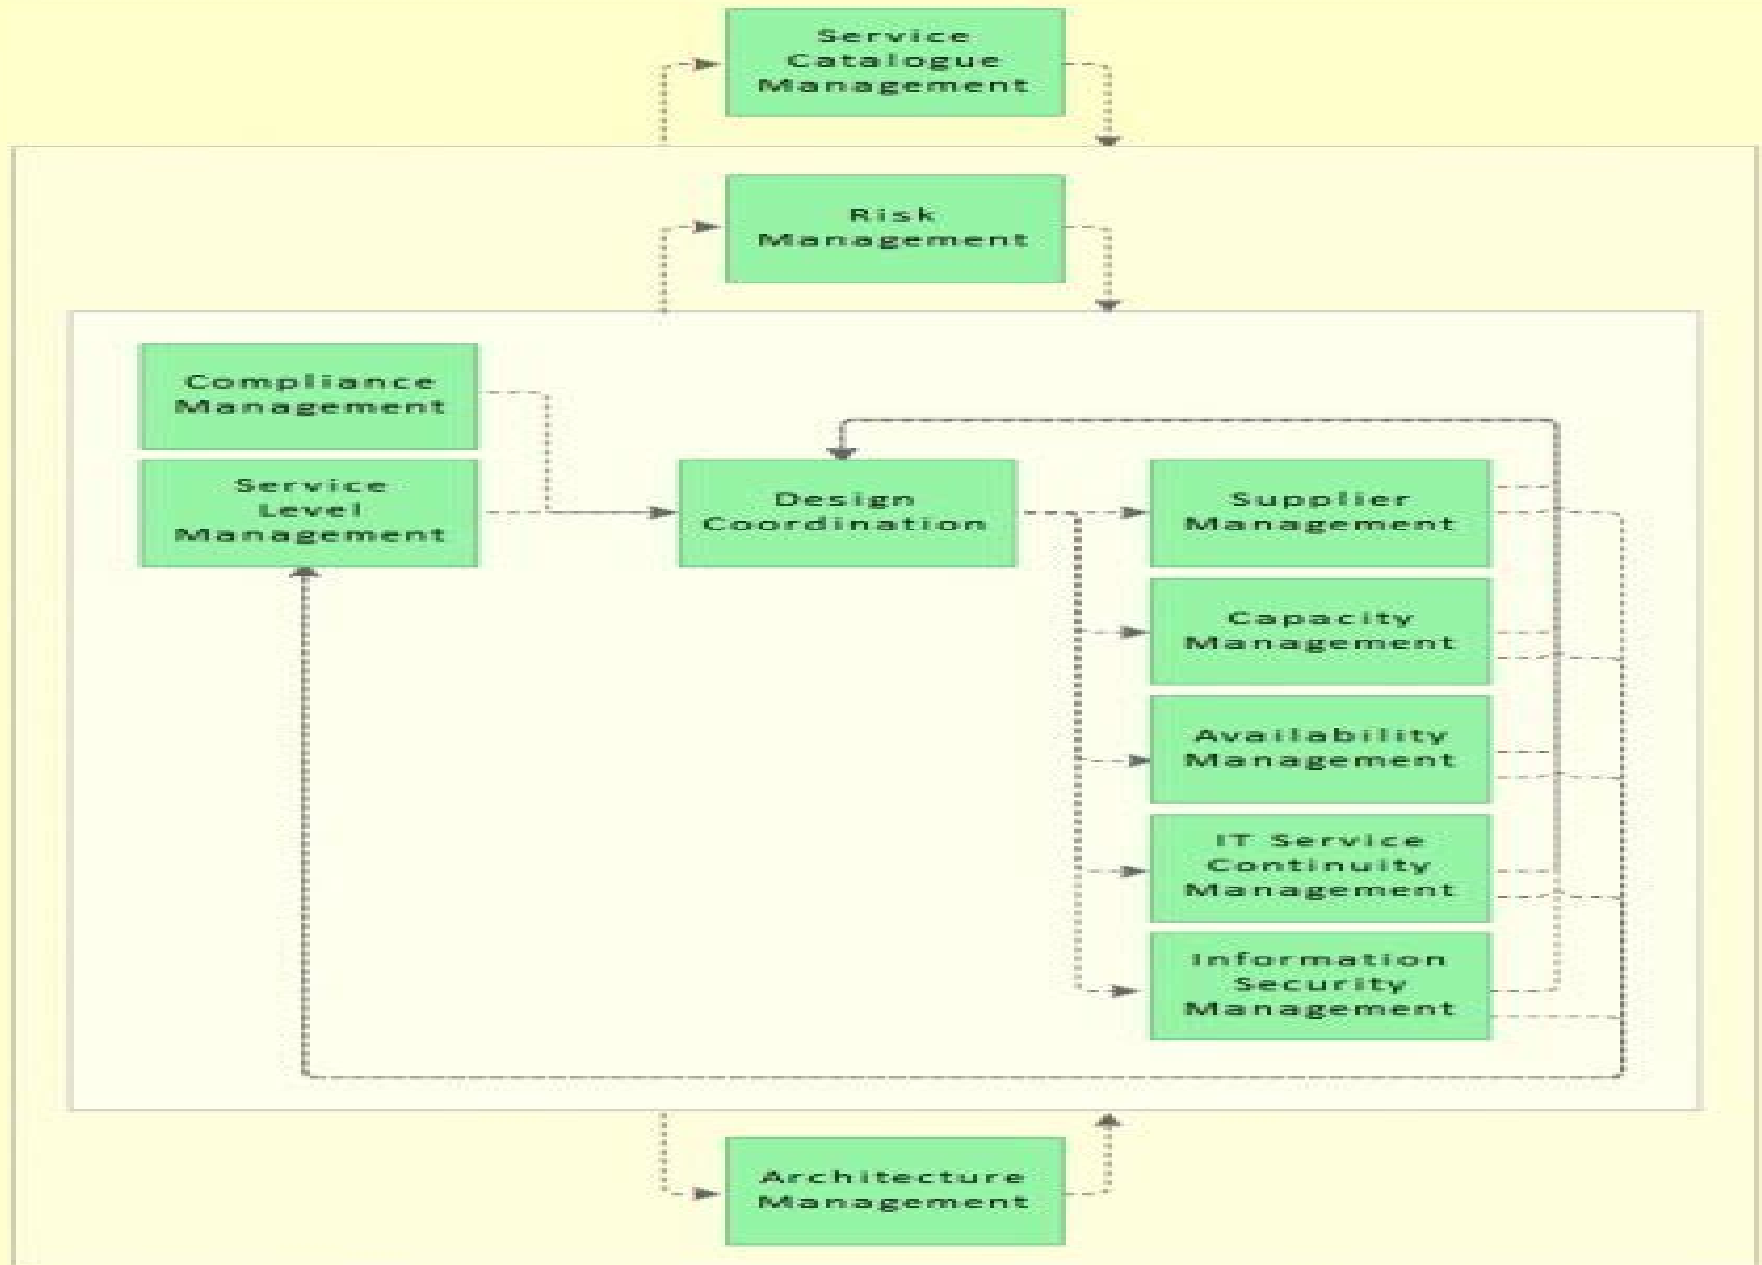 Service
Catalogue
Management
Risk
Management
Compliance
Management
Service
Level
Management
Design
Coordination
Supplier
Management
Capacity
Management
Availability
Management
IT Service
Continuity
Management
Information
Security
Management
Architecture
Management